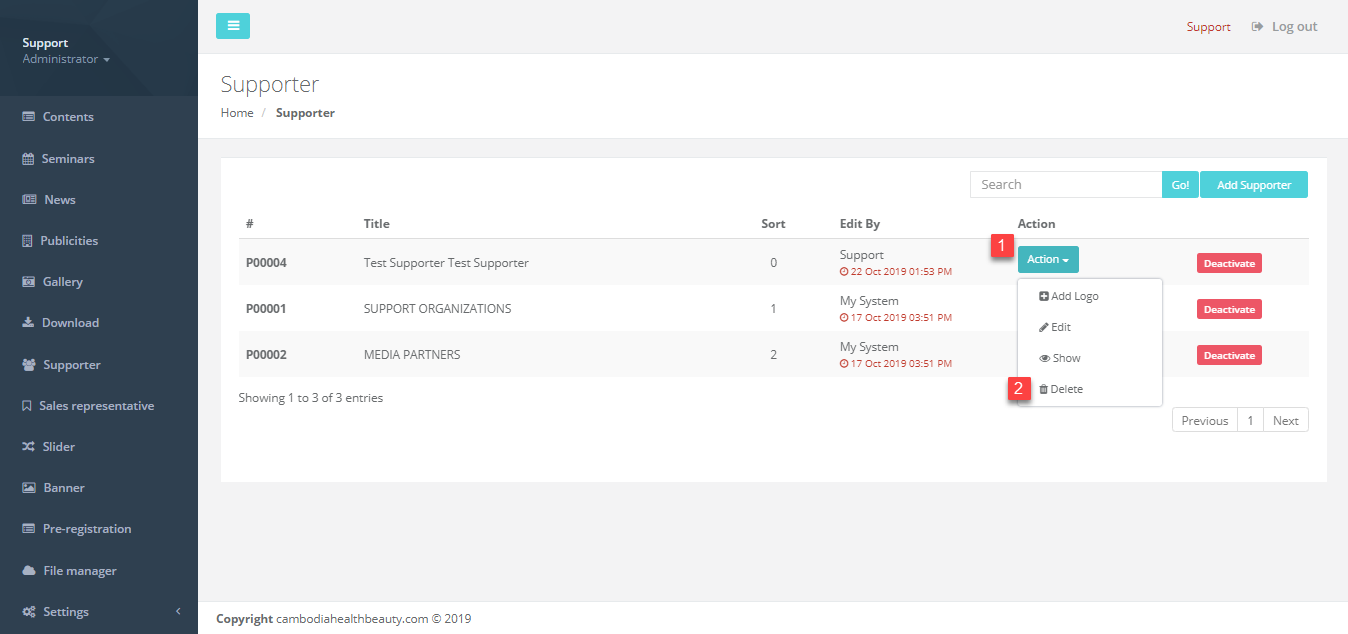 Support
Administrator
Contents
Seminars
News
Publicities
Gallery
Download
Supporter
Sales representative
Slider
Banner
Pre-registration
File manager
Settings
Support Log out
Supporter
Home / Supporter
Search Go! Add Supporter
# Title Sort Edit By Action
P00004 Test Supporter Test Supporter 0 Support 1 Action Deactivate
22 Oct 2019 01:53 PM
P00001 SUPPORT ORGANIZATIONS 1 My System Deactivate
17 Oct 2019 03:51 PM
P00002 MEDIA PARTNERS 2 My System Deactivate
17 Oct 2019 03:51 PM
Add Logo
Edit
Show
2 Delete
Showing 1 to 3 of 3 entries
Previous 1 Next
Copyright cambodiahealthbeauty.com © 2019